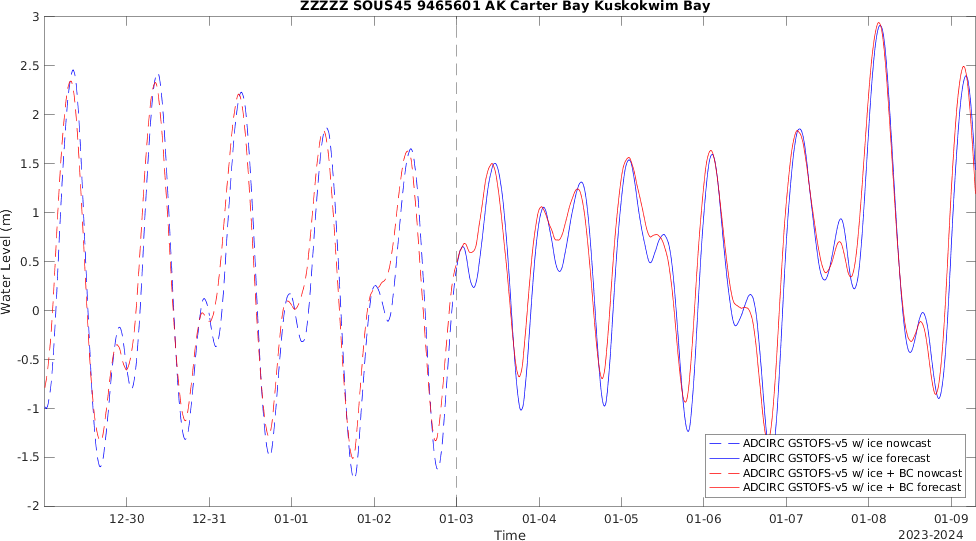 ZZZZZ SOUS45 9465601 AK Carter Bay Kuskokwim Bay
Water Level (m)
3
2.5
2
1.5
1
0.5
0
-0.5
-1
-1.5
-2
12-30 12-31 01-01 01-02 01-03 01-04 01-05 01-06 01-07 01-08 01-09
Time
2023-2024
ADCIRC GSTOFS-v5 w/ ice nowcast
ADCIRC GSTOFS-v5 w/ ice forecast
ADCIRC GSTOFS-v5 w/ ice + BC nowcast
ADCIRC GSTOFS-v5 w/ ice + BC forecast